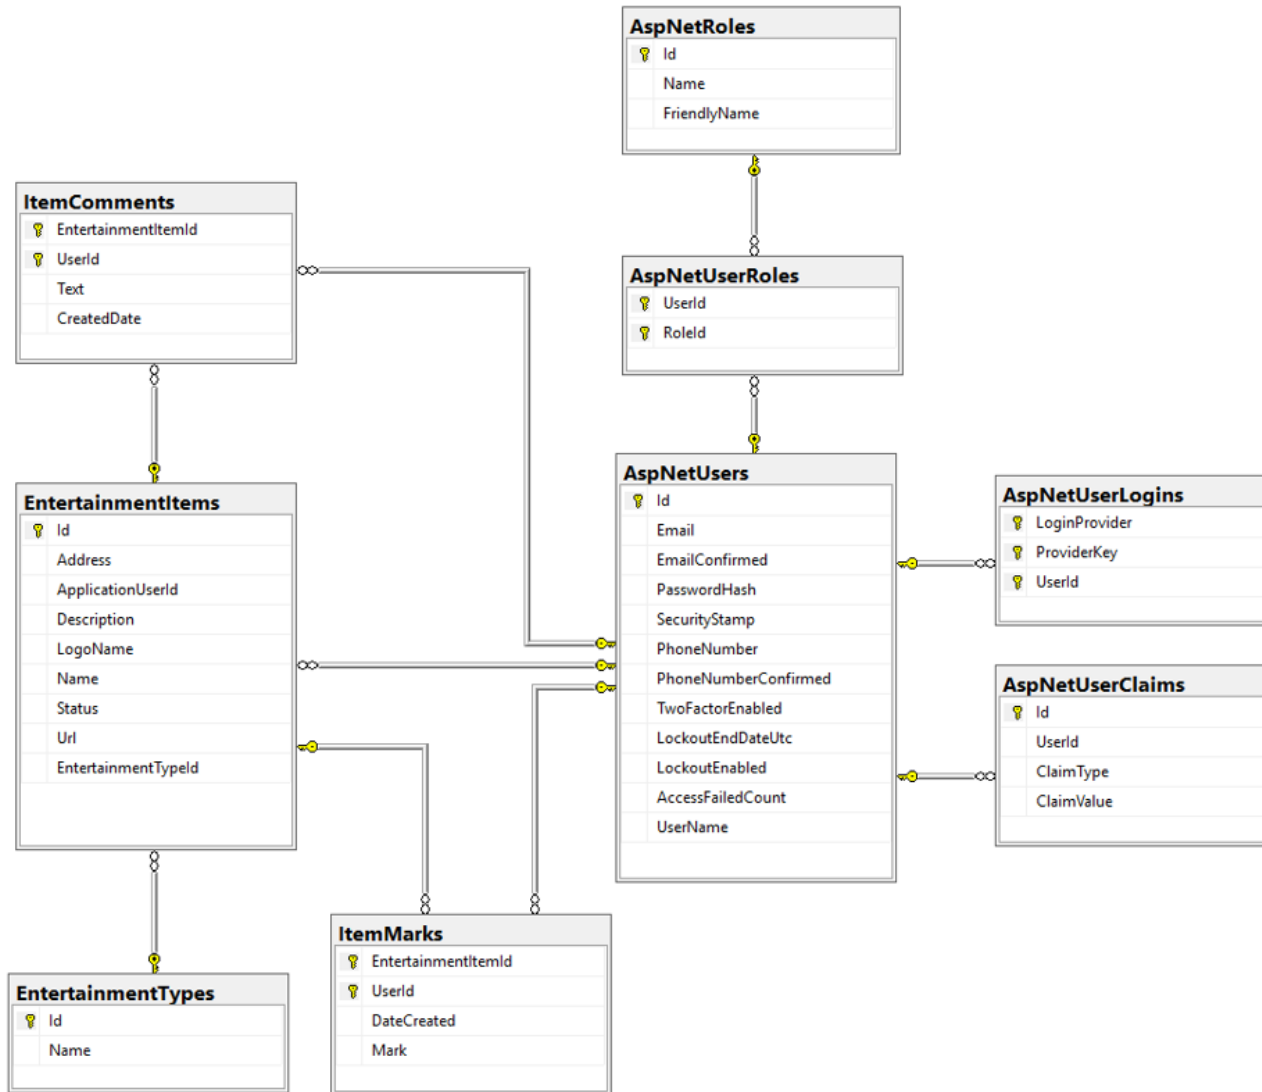 AspNetRoles
Id
Name
FriendlyName
ItemComments
EntertainmentItemId
UserId
Text
CreatedDate
AspNetUserRoles
UserId
RoleId
EntertainmentItems
Id
Address
ApplicationUserId
Description
LogoName
Name
Status
Url
EntertainmentTypeId
AspNetUsers
Id
Email
EmailConfirmed
PasswordHash
SecurityStamp
PhoneNumber
PhoneNumberConfirmed
TwoFactorEnabled
LockoutEndDateUtc
LockoutEnabled
AccessFailedCount
UserName
AspNetUserLogins
LoginProvider
ProviderKey
UserId
AspNetUserClaims
Id
UserId
ClaimType
ClaimValue
ItemMarks
EntertainmentItemId
UserId
DateCreated
Mark
EntertainmentTypes
Id
Name